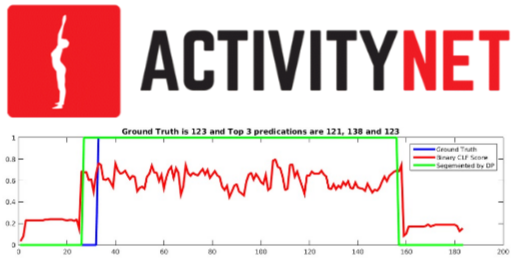 ACTIVITYNET
Ground Truth is 123 and Top 3 predications are 121, 138 and 123
1
0.8
0.6
0.4
0.2
0
Ground Truth
Binary CLF Score
Segemented by DP
0 20 40 60 80 100 120 140 160 180 200